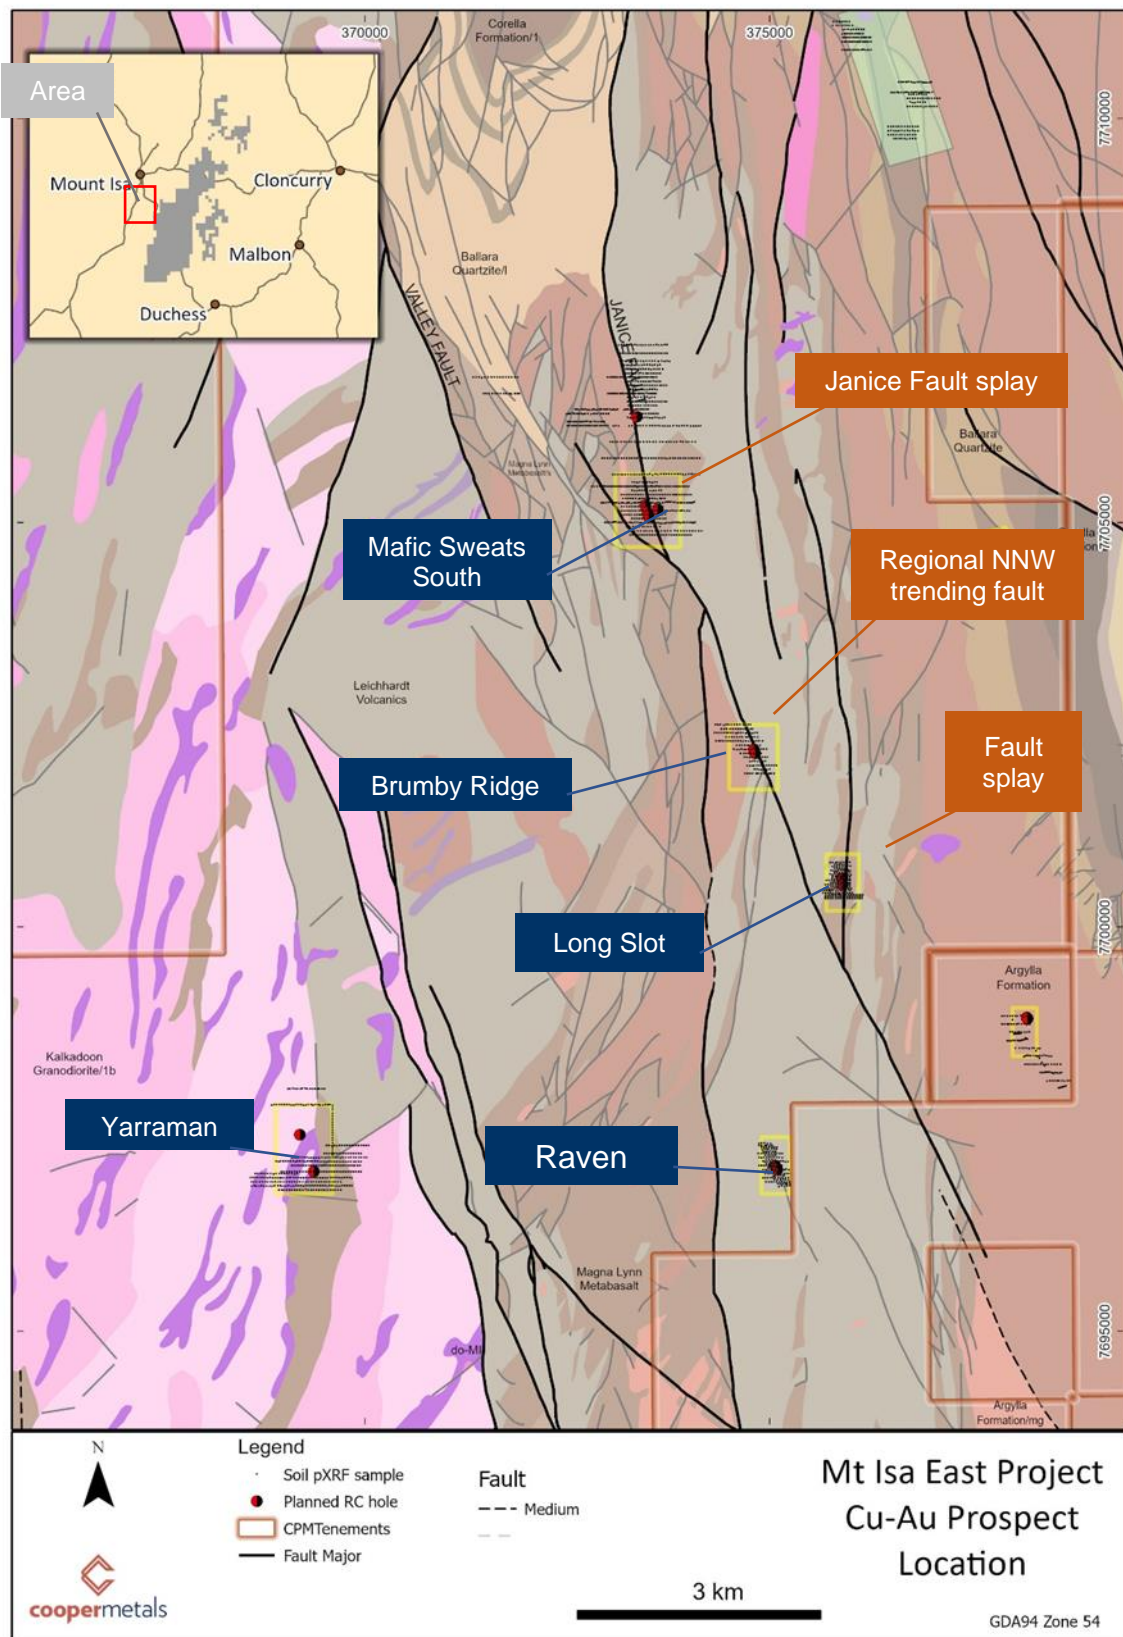 370000
375000
Corella
Formation/1
7710000
Area
Mount Isa
Cloncurry
Malbon
Duchess
Ballara
Quartzite/l
VALLEY FAULT
JANICE
Janice Fault splay
Ballara
Quartzite
Magna Lynn
Metabasalt/s
7705000
Mafic Sweats
South
Regional NNW
trending fault
Leichhardt
Volcanics
Fault
splay
Brumby Ridge
Long Slot
7700000
Argylla
Formation
Kalkadoon
Granodiorite/1b
Yarraman
Raven
Magna Lynn
Metabasalt
7695000
do-MI
Argylla
Formation/mg
N
Legend
Soil pXRF sample
Planned RC hole
CPMTenements
Fault Major
Fault
Medium
Mt Isa East Project
Cu-Au Prospect
Location
coopermetals
3 km
GDA94 Zone 54